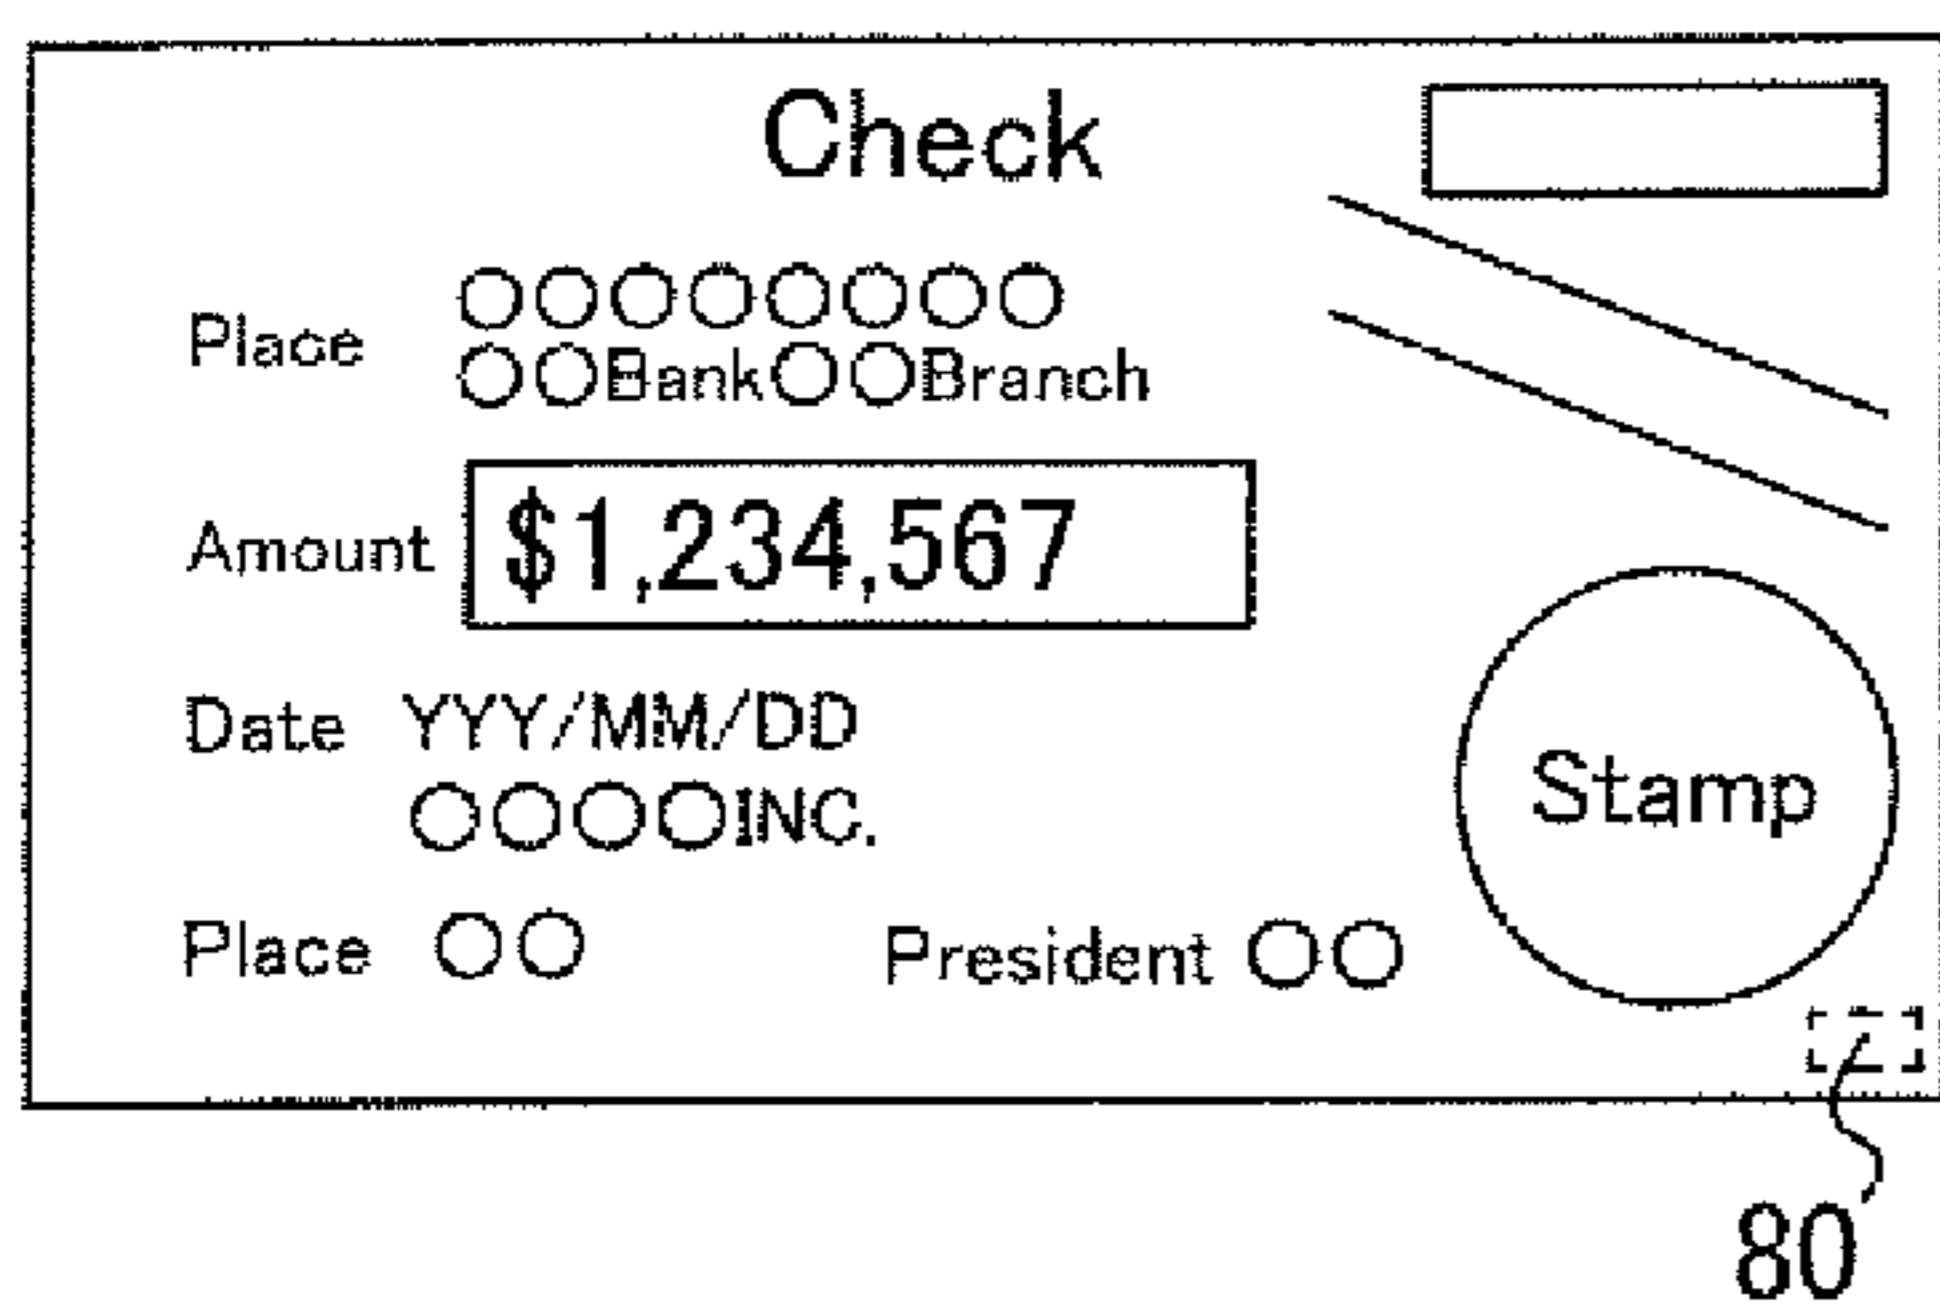 Check
Place ○○○○○○○○
○○Bank○○Branch
Amount $1,234,567
Date YYY/MM/DD
○○○○INC.
Stamp
Place ○○ President ○○
80